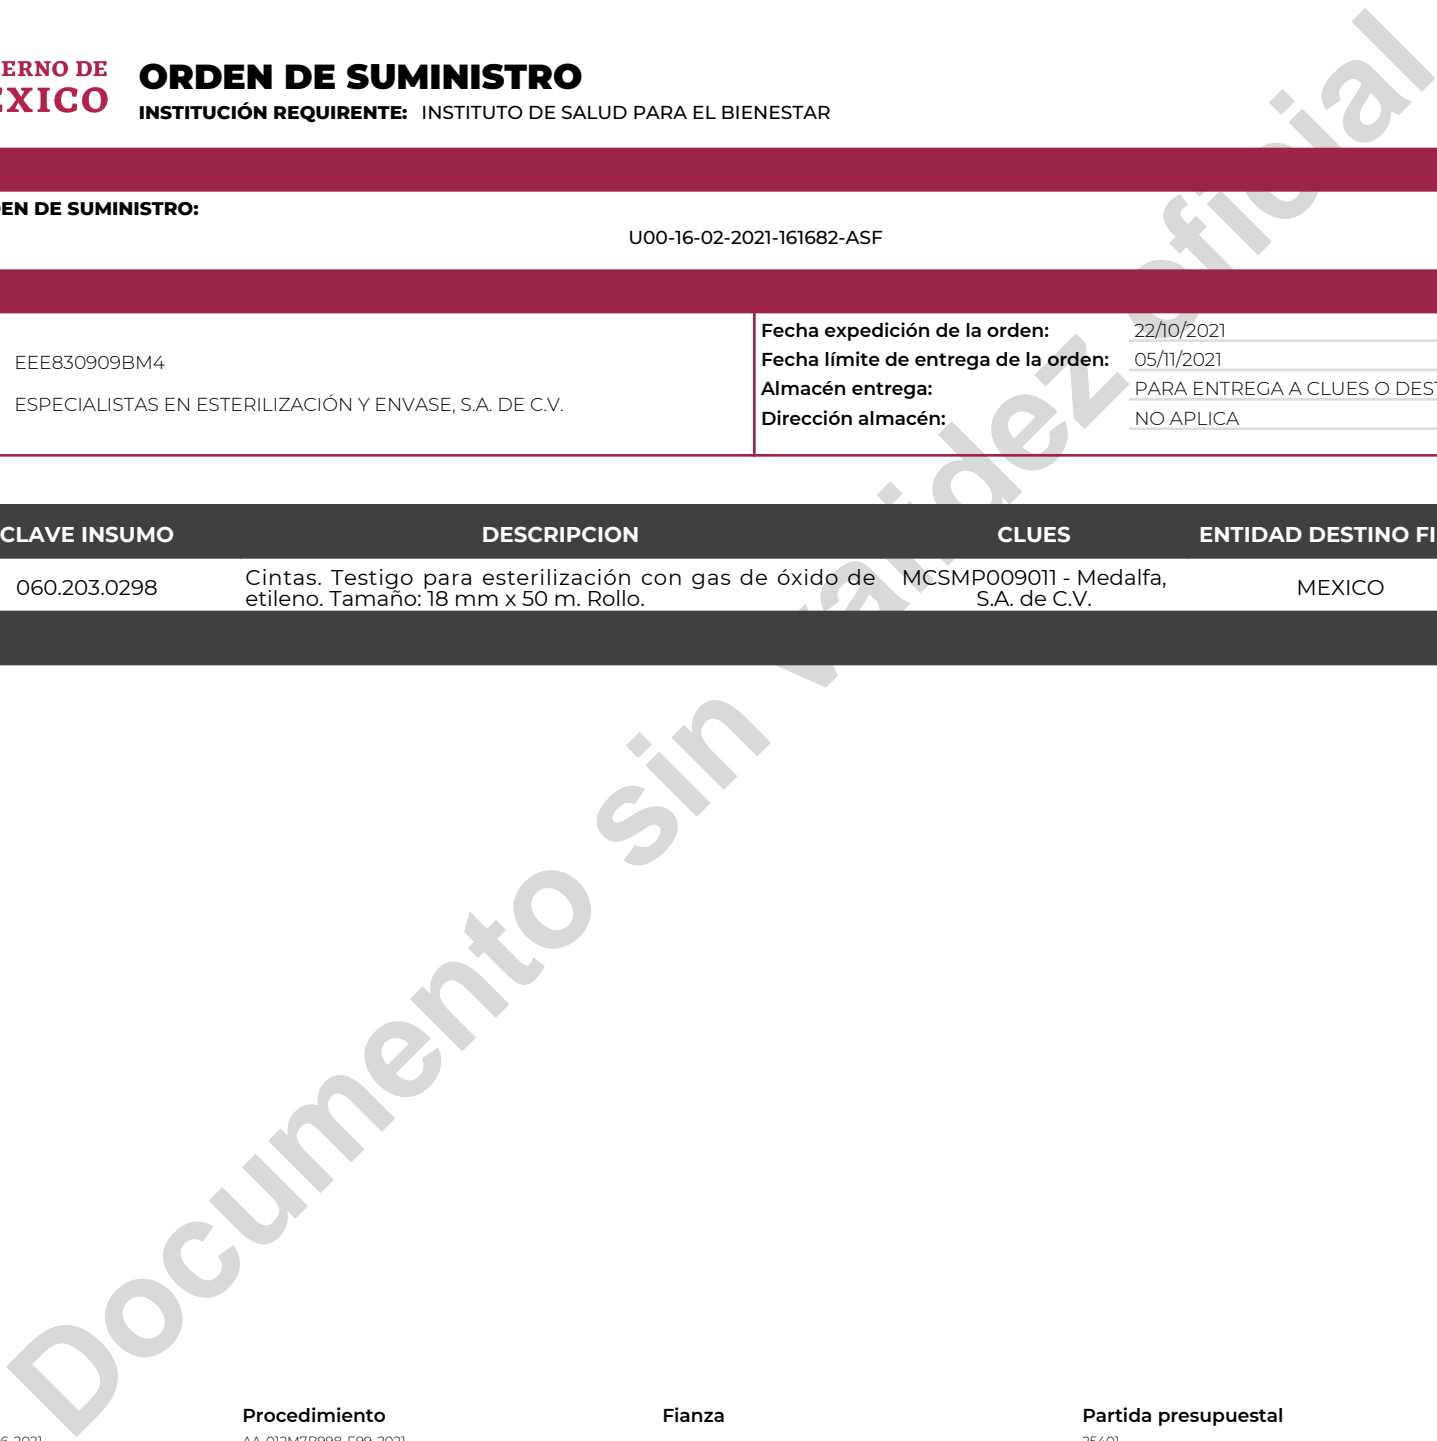 ERNO DE
ÉXICO
ORDEN DE SUMINISTRO
INSTITUCIÓN REQUIRENTE: INSTITUTO DE SALUD PARA EL BIENESTAR
EN DE SUMINISTRO:
U00-16-02-2021-161682-ASF
EEE830909BM4
ESPECIALISTAS EN ESTERILIZACIÓN Y ENVASE, S.A. DE C.V.
Fecha expedición de la orden: 22/10/2021
Fecha límite de entrega de la orden: 05/11/2021
Almacén entrega: PARA ENTREGA A CLUES O DEST
Dirección almacén: NO APLICA
CLAVE INSUMO DESCRIPCION CLUES ENTIDAD DESTINO FI
060.203.0298
Cintas. Testigo para esterilización con gas de óxido de
etileno. Tamaño: 18 mm x 50 m. Rollo.
MCSMP009011 - Medalfa,
S.A. de C.V.
MEXICO
Documento sin validez oficial
Procedimiento Fianza Partida presupuestal